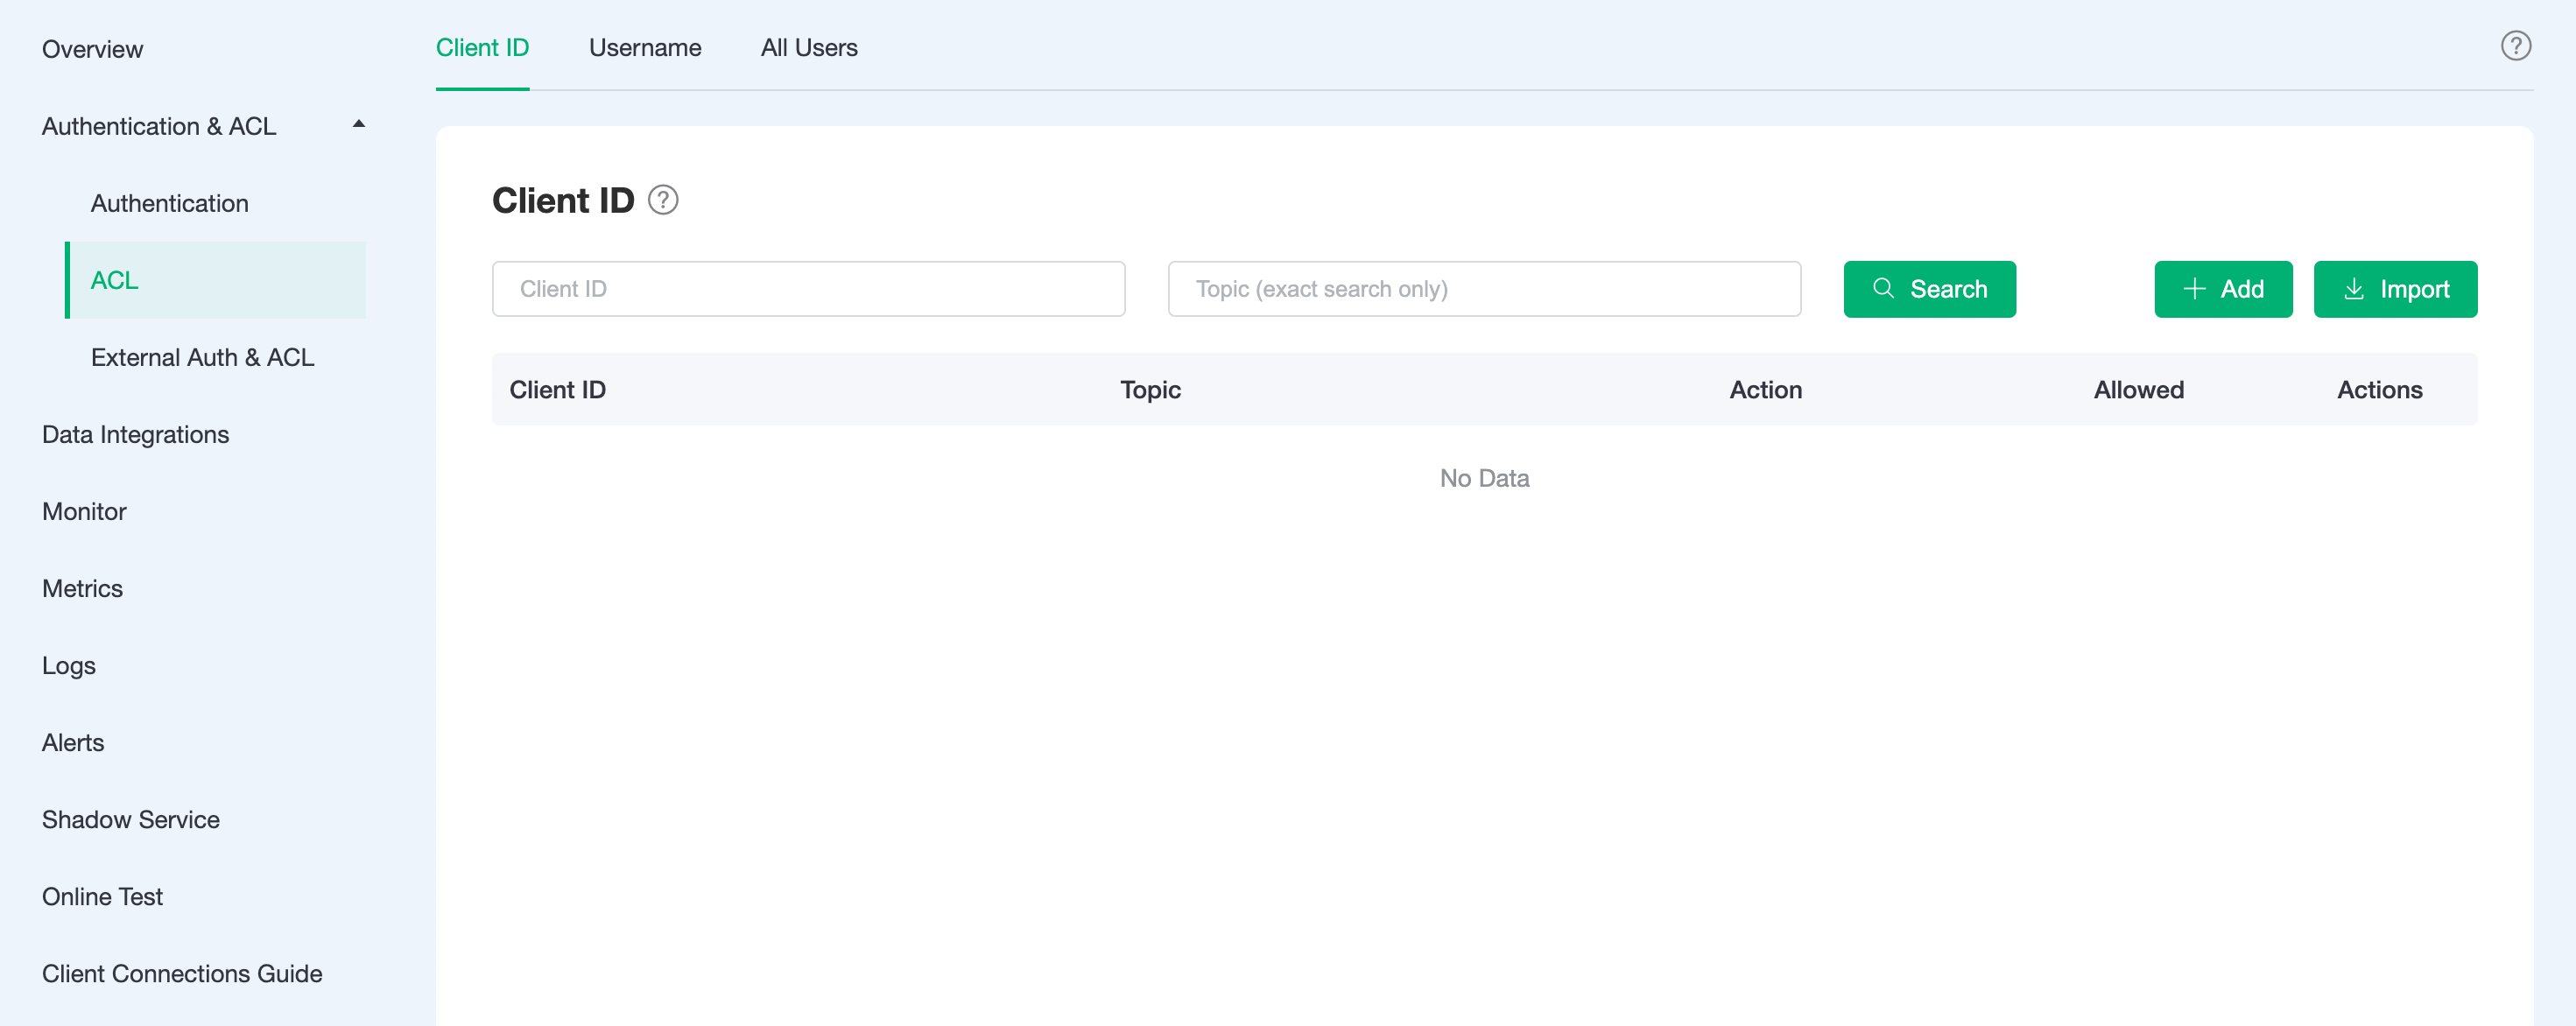 Overview
Authentication & ACL
Authentication
ACL
External Auth & ACL
Data Integrations
Monitor
Metrics
Logs
Alerts
Shadow Service
Online Test
Client Connections Guide
Client ID Username All Users ?
Client ID ?
Client ID Topic (exact search only) Search Add Import
Client ID Topic Action Allowed Actions
No Data